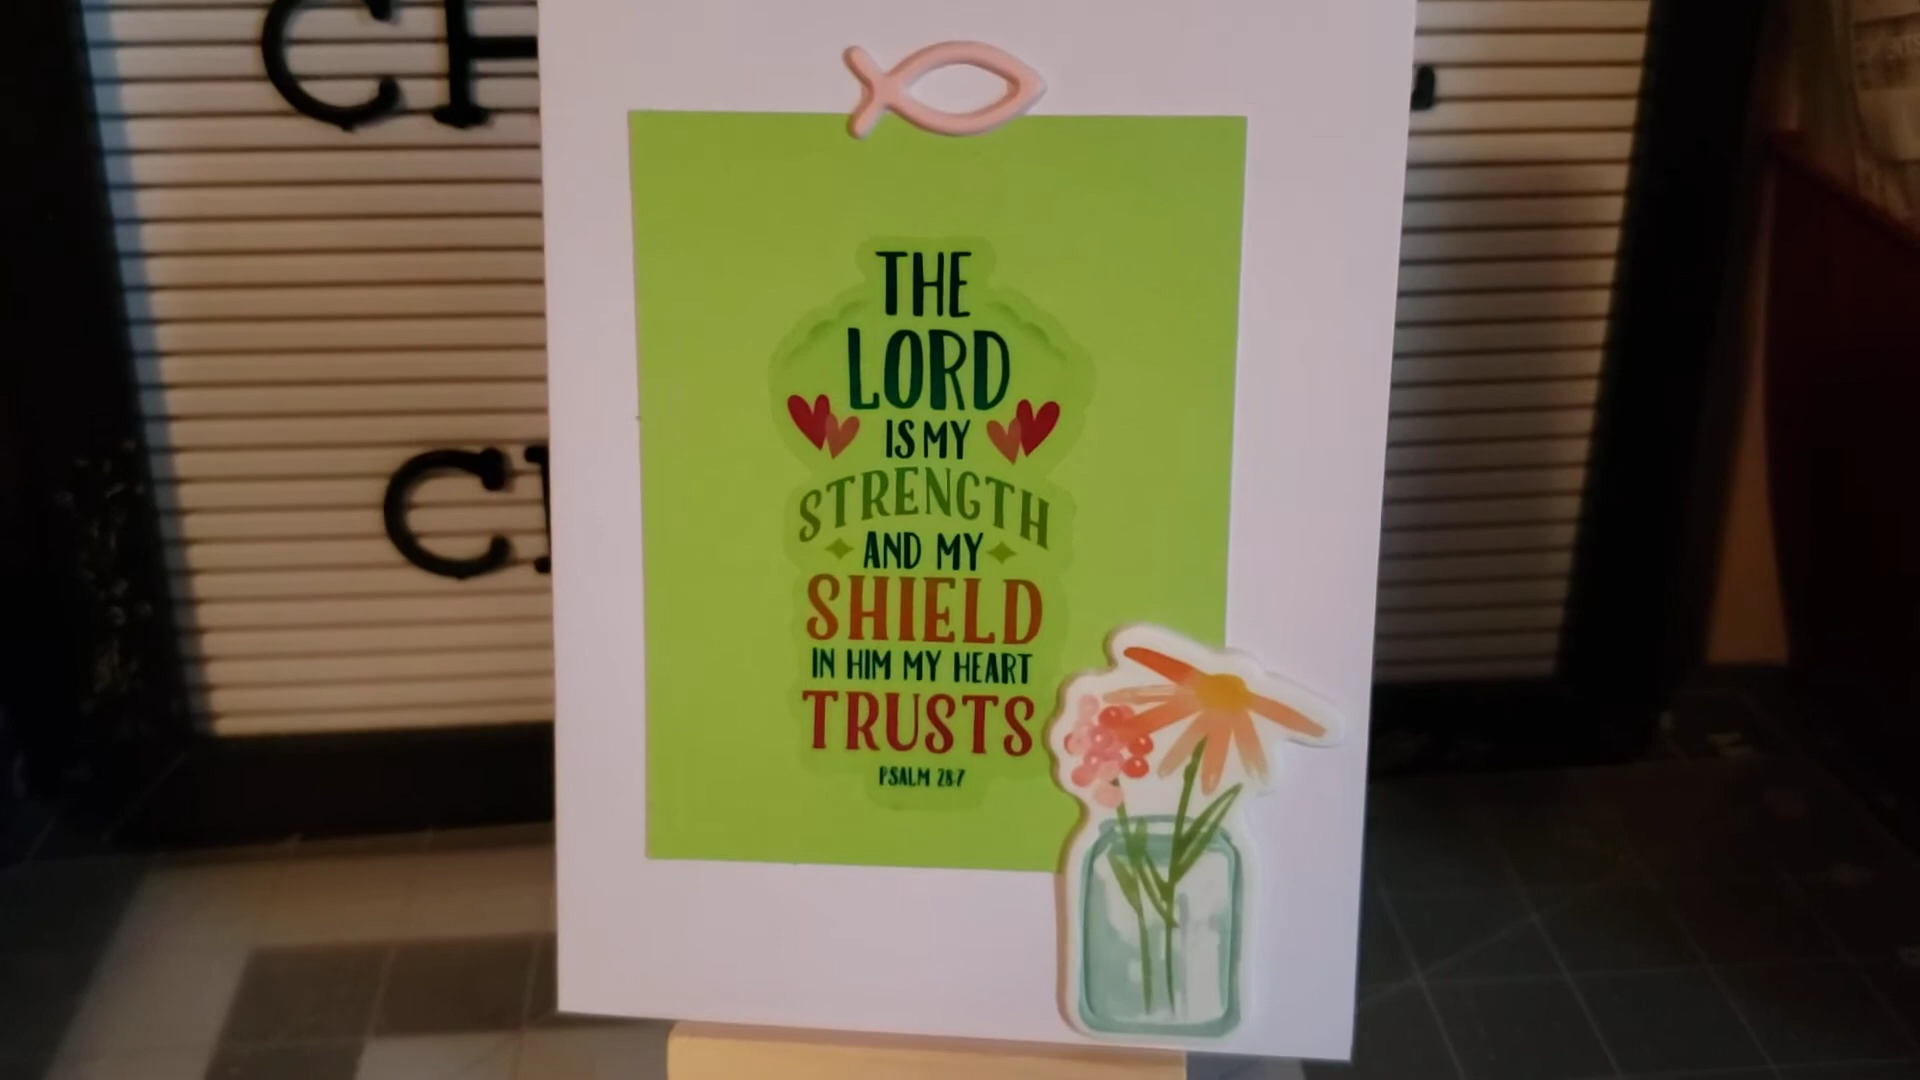 THE
LORD
IS MY
STRENGTH
AND MY
SHIELD
IN HIM MY HEART
TRUSTS
PSALM 28:7